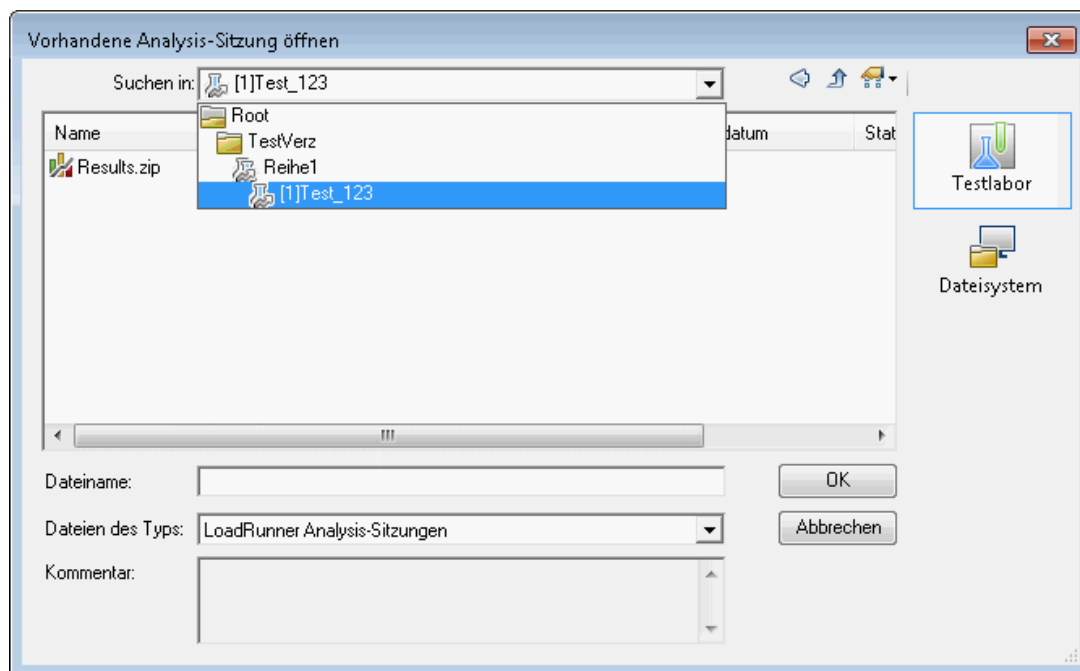 Vorhandene Analysis-Sitzung öffnen
Suchen in: [1]Test_123
Root
TestVerz
Reihe1
[1]Test_123
Name datum Stat
Results.zip
Testlabor
Dateisystem
Dateiname:
OK
Dateien des Typs: LoadRunner Analysis-Sitzungen
Abbrechen
Kommentar: